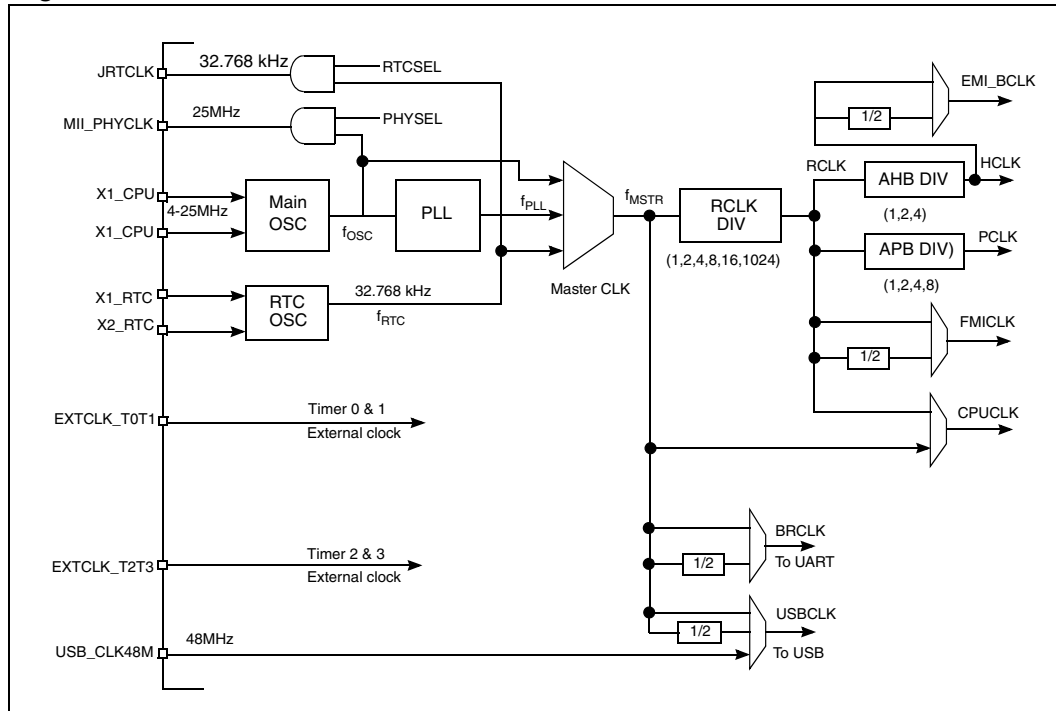 JRTCLK
32.768 kHz
RTCSEL
EMI_BCLK
MII_PHYCLK
25MHz
PHYSEL
1/2
RCLK
HCLK
X1_CPU
4-25MHz
X1_CPU
Main
OSC
fOSC
PLL
fPLL
Master CLK
fMSTR
RCLK
DIV
(1,2,4,8,16,1024)
AHB DIV
(1,2,4)
APB DIV)
(1,2,4,8)
PCLK
X1_RTC
X2_RTC
RTC
OSC
32.768 kHz
fRTC
FMICLK
1/2
EXTCLK_T0T1
Timer 0 & 1
External clock
CPUCLK
BRCLK
1/2
To UART
EXTCLK_T2T3
Timer 2 & 3
External clock
USBCLK
1/2
To USB
USB_CLK48M
48MHz